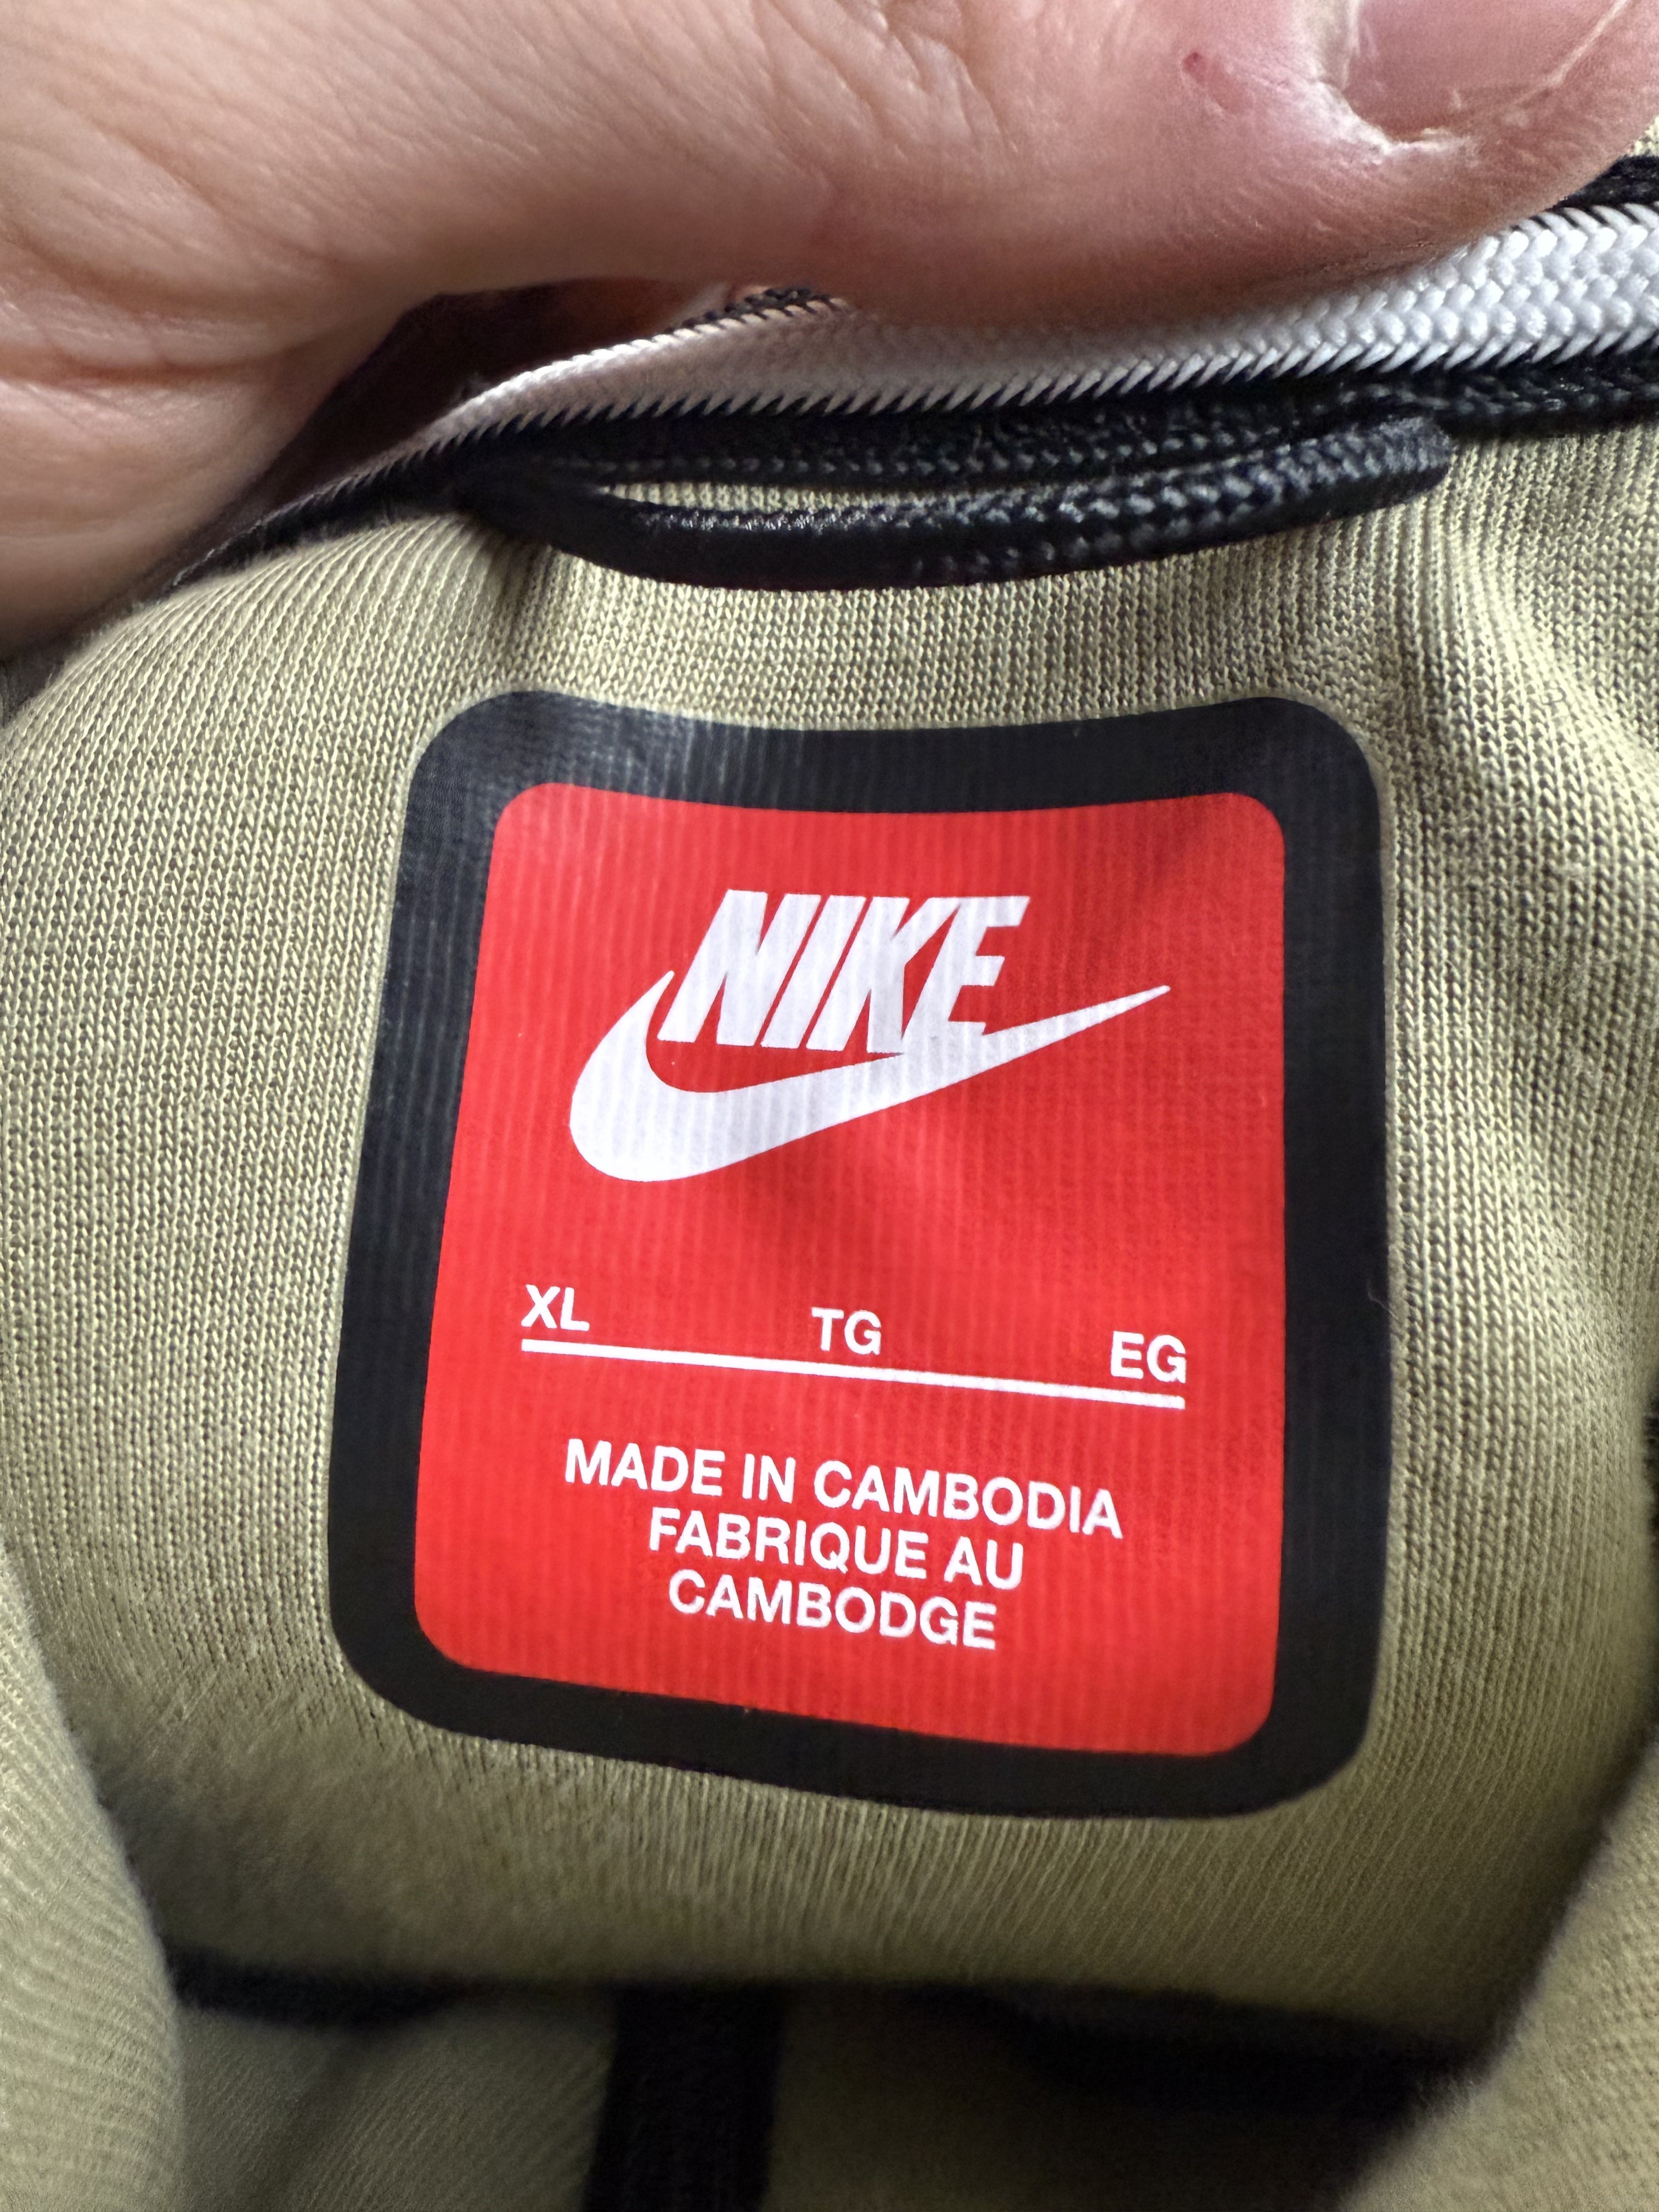 NIKE
XL TG EG
MADE IN CAMBODIA
FABRIQUE AU
CAMBODGE